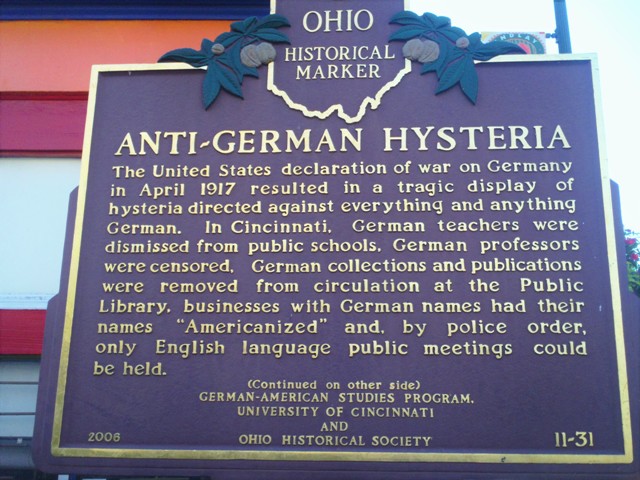 OHIO
HISTORICAL
MARKER
ANTI-GERMAN HYSTERIA
The United States declaration of war on Germany
in April 1917 resulted in a tragic display of
hysteria directed against everything and anything
German. In Cincinnati, German teachers were
dismissed from public schools, German professors
were censored, German collections and publications
were removed from circulation at the Public
Library, businesses with German names had their
names "Americanized" and, by police order,
only English language public meetings could
be held.
(Continued on other side)
GERMAN-AMERICAN STUDIES PROGRAM,
UNIVERSITY OF CINCINNATI
AND
OHIO HISTORICAL SOCIETY
2006
11-31